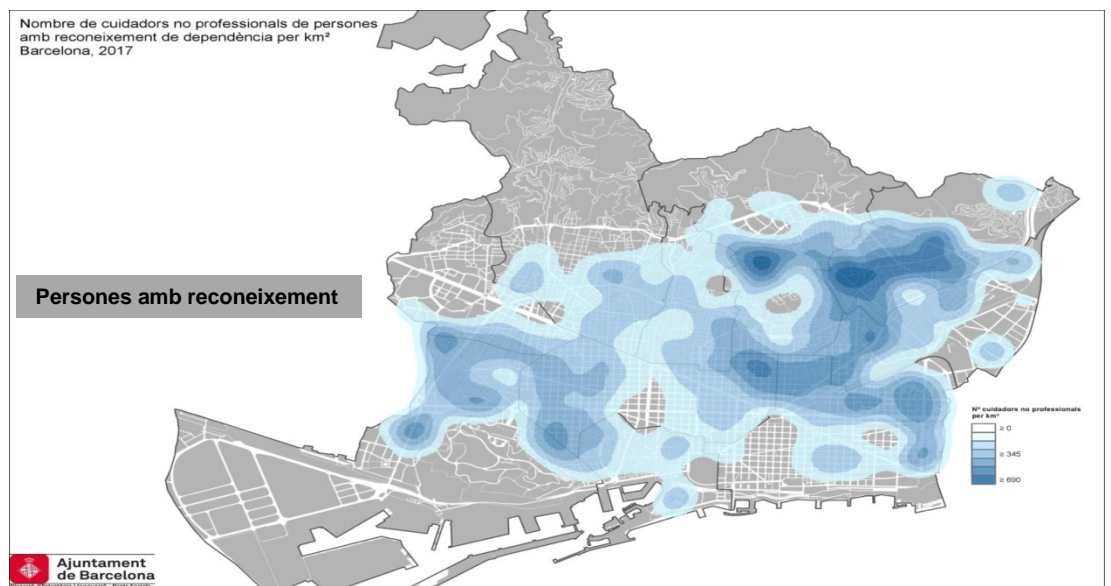 Nombre de cuidadors no professionals de persones
amb reconeixement de dependència per km²
Barcelona, 2017
Persones amb reconeixement
Nº cuidadors no professionals
per km²
≥ 0
≥ 345
≥ 690
Ajuntament
de Barcelona